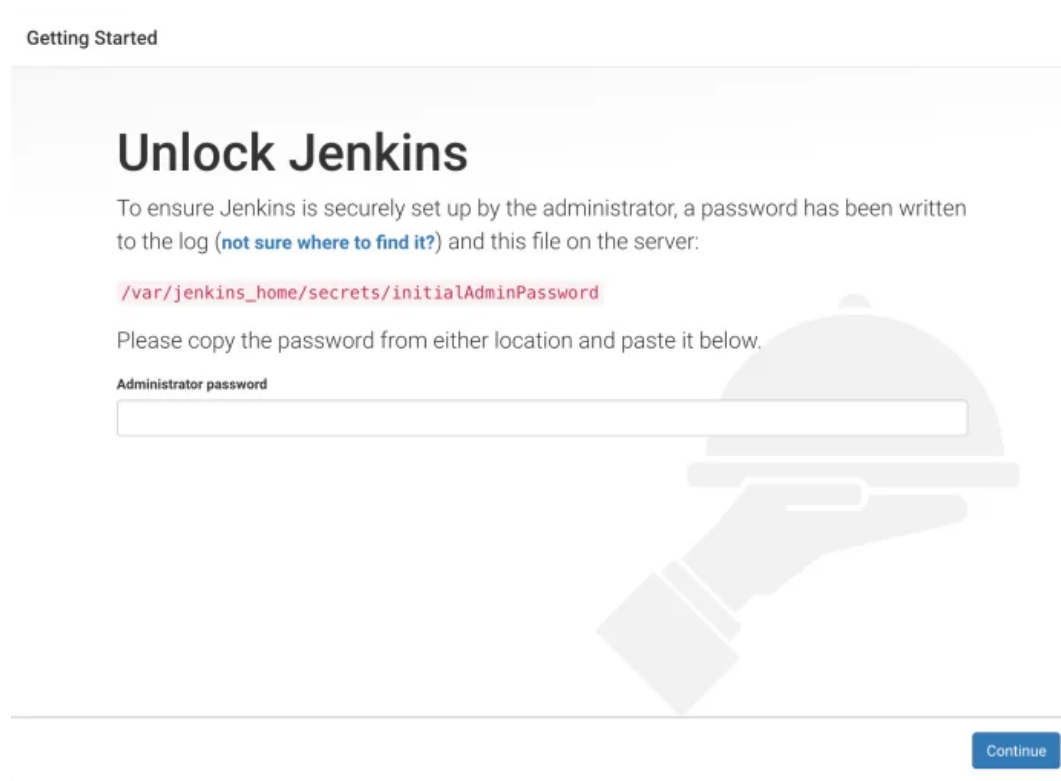 Getting Started
Unlock Jenkins
To ensure Jenkins is securely set up by the administrator, a password has been written
to the log (not sure where to find it?) and this file on the server:
/var/jenkins_home/secrets/initialAdminPassword
Please copy the password from either location and paste it below.
Administrator password
Continue